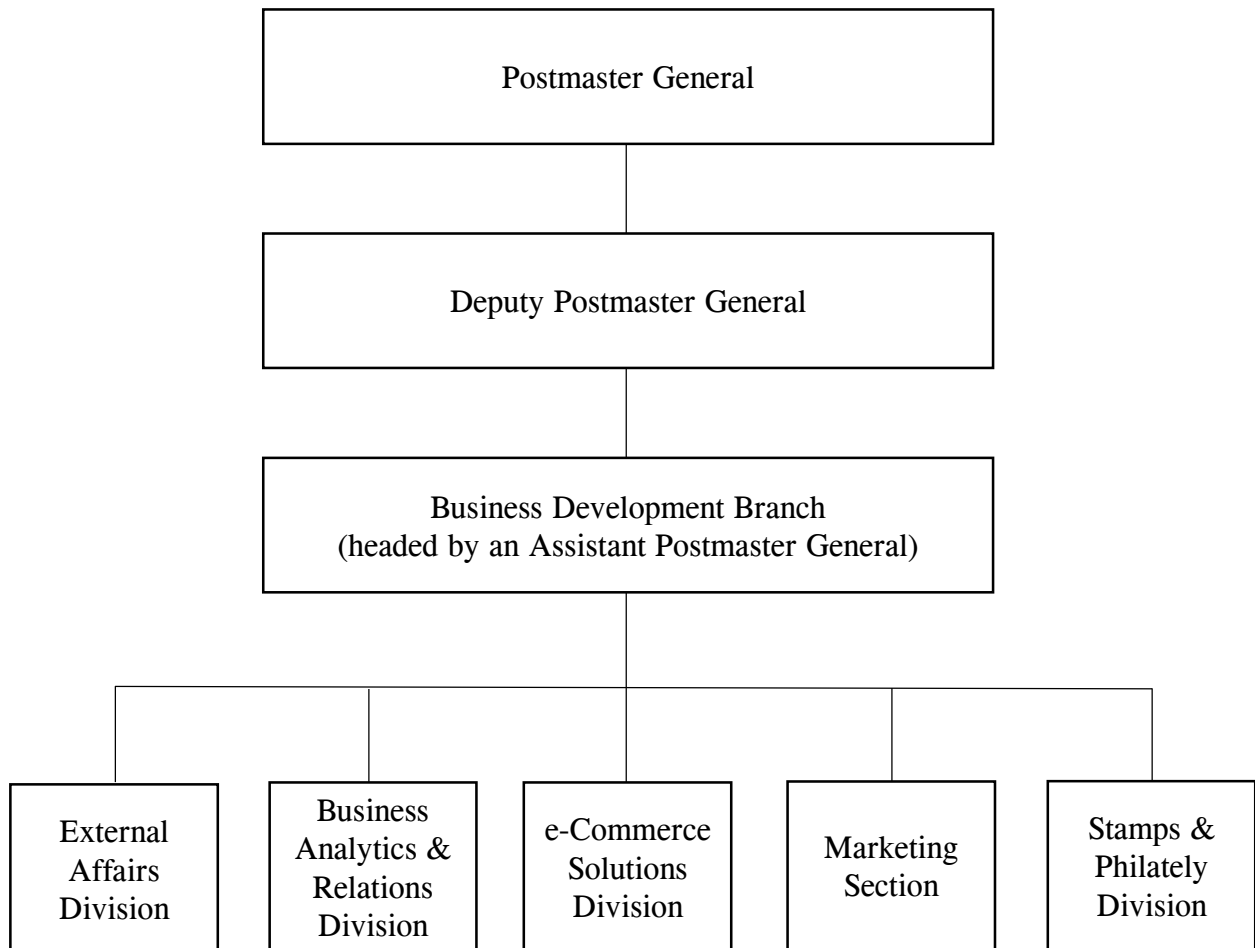 Postmaster General
Deputy Postmaster General
Business Development Branch
(headed by an Assistant Postmaster General)
External
Affairs
Division
Business
Analytics &
Relations
Division
e-Commerce
Solutions
Division
Marketing
Section
Stamps &
Philately
Division